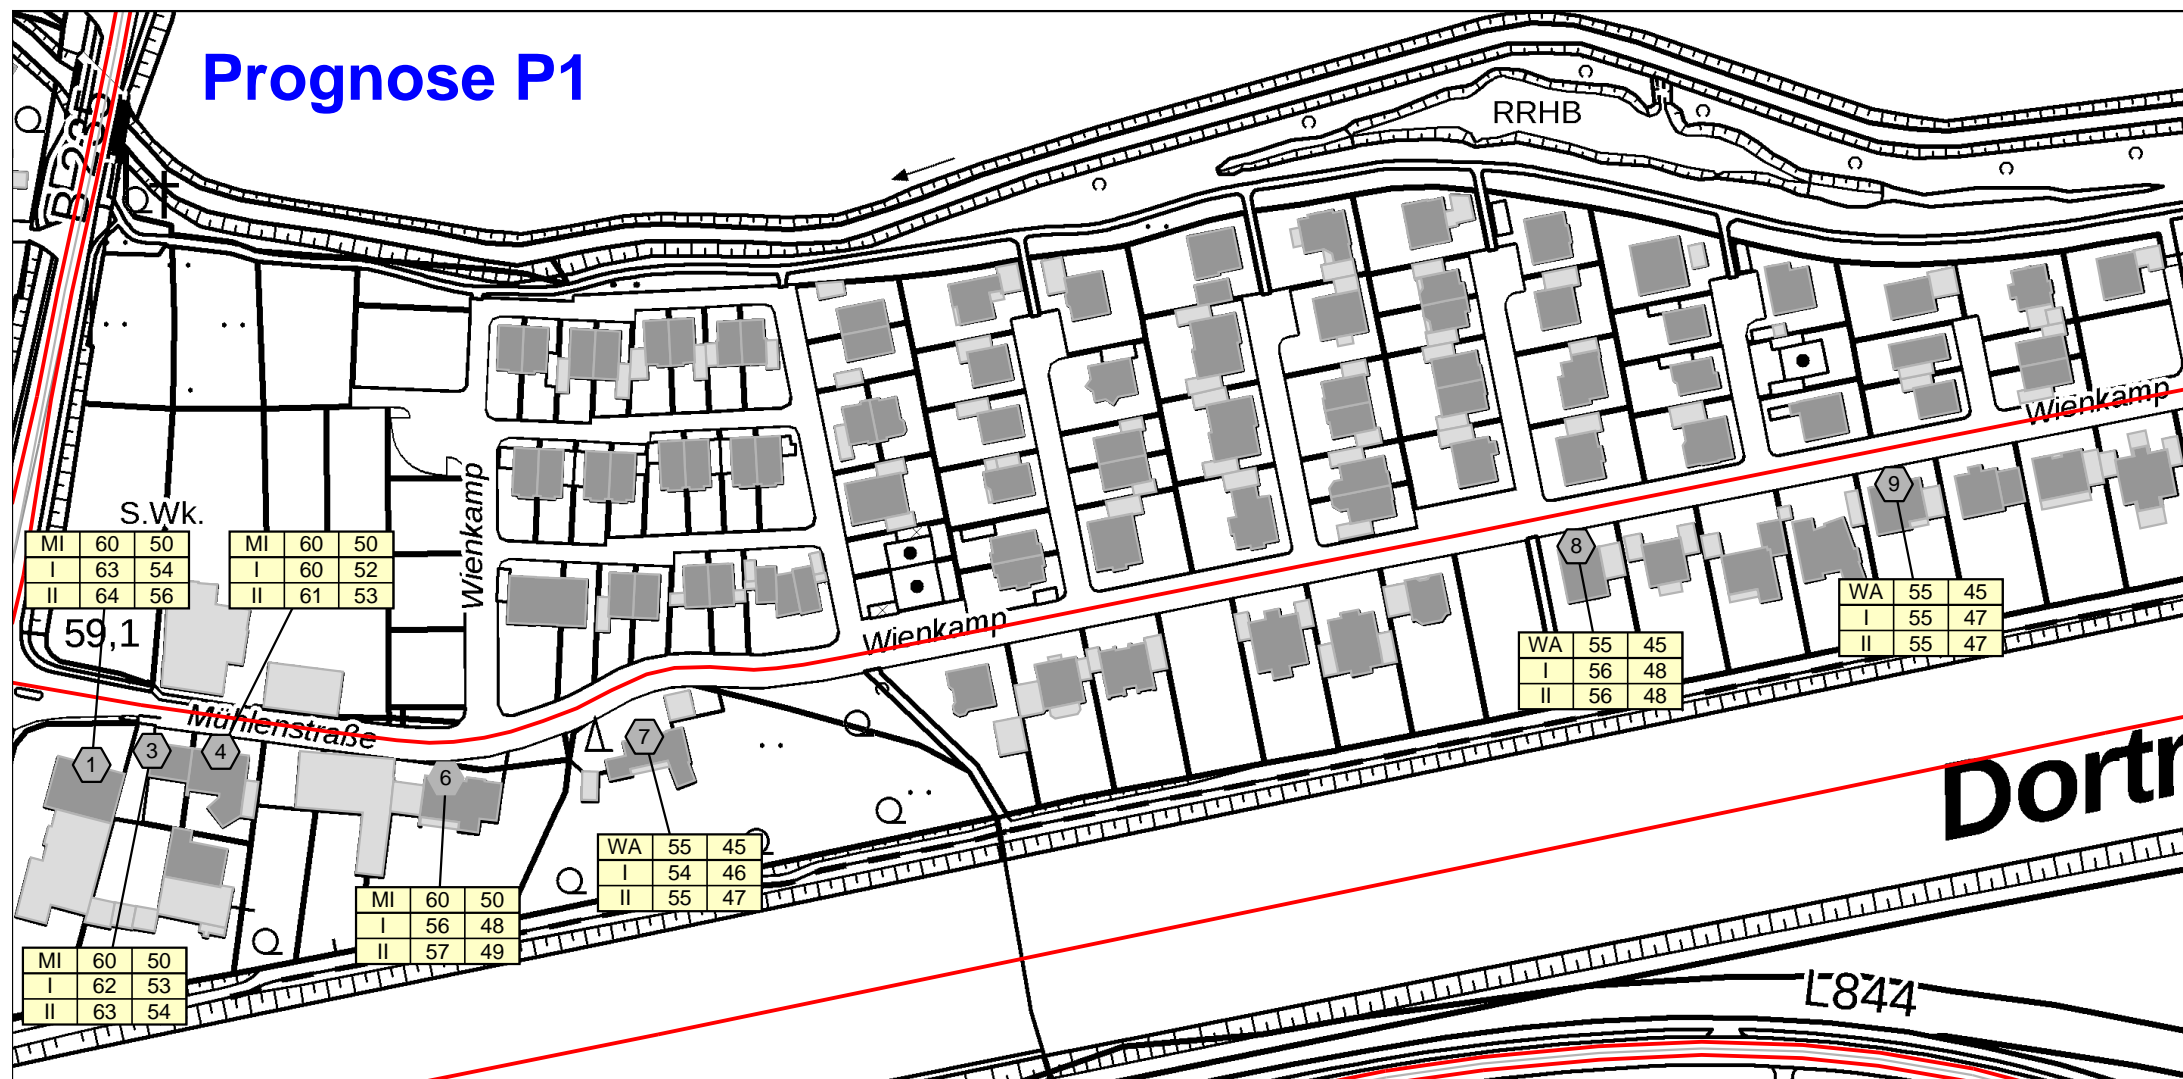 Prognose P1
B 235
RRHB
Wienkamp
S.Wk.
Wienkamp
MI 60 50
I 63 54
II 64 56
MI 60 50
I 60 52
II 61 53
59,1
Wienkamp
9
8
WA 55 45
I 55 47
II 55 47
WA 55 45
I 56 48
II 56 48
Mühlenstraße
1
3
4
6
7
Dortr
WA 55 45
I 54 46
II 55 47
MI 60 50
I 56 48
II 57 49
MI 60 50
I 62 53
II 63 54
L844